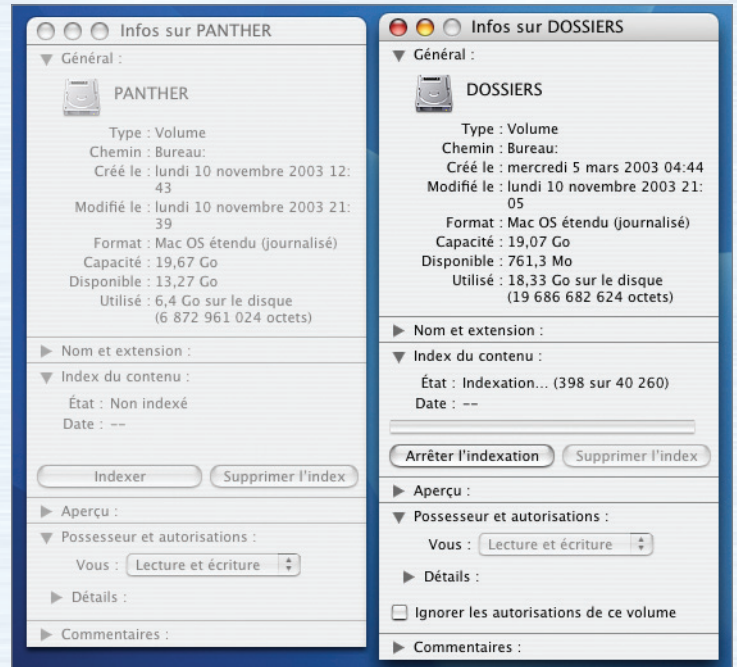 Infos sur PANTHER
Général :
PANTHER
Type : Volume
Chemin : Bureau:
Créé le : lundi 10 novembre 2003 12:
43
Modifié le : lundi 10 novembre 2003 21:
39
Format : Mac OS étendu (journalisé)
Capacité : 19,67 Go
Disponible : 13,27 Go
Utilisé : 6,4 Go sur le disque
(6 872 961 024 octets)
Nom et extension :
Index du contenu :
État : Non indexé
Date : --
Indexer
Supprimer l'index
Aperçu :
Possesseur et autorisations :
Vous : Lecture et écriture
Détails :
Commentaires :
Infos sur DOSSIERS
Général :
DOSSIERS
Type : Volume
Chemin : Bureau:
Créé le : mercredi 5 mars 2003 04:44
Modifié le : lundi 10 novembre 2003 21:
05
Format : Mac OS étendu (journalisé)
Capacité : 19,07 Go
Disponible : 761,3 Mo
Utilisé : 18,33 Go sur le disque
(19 686 682 624 octets)
Nom et extension :
Index du contenu :
État : Indexation... (398 sur 40 260)
Date : --
Arrêter l'indexation
Supprimer l'index
Aperçu :
Possesseur et autorisations :
Vous : Lecture et écriture
Détails :
Ignorer les autorisations de ce volume
Commentaires :